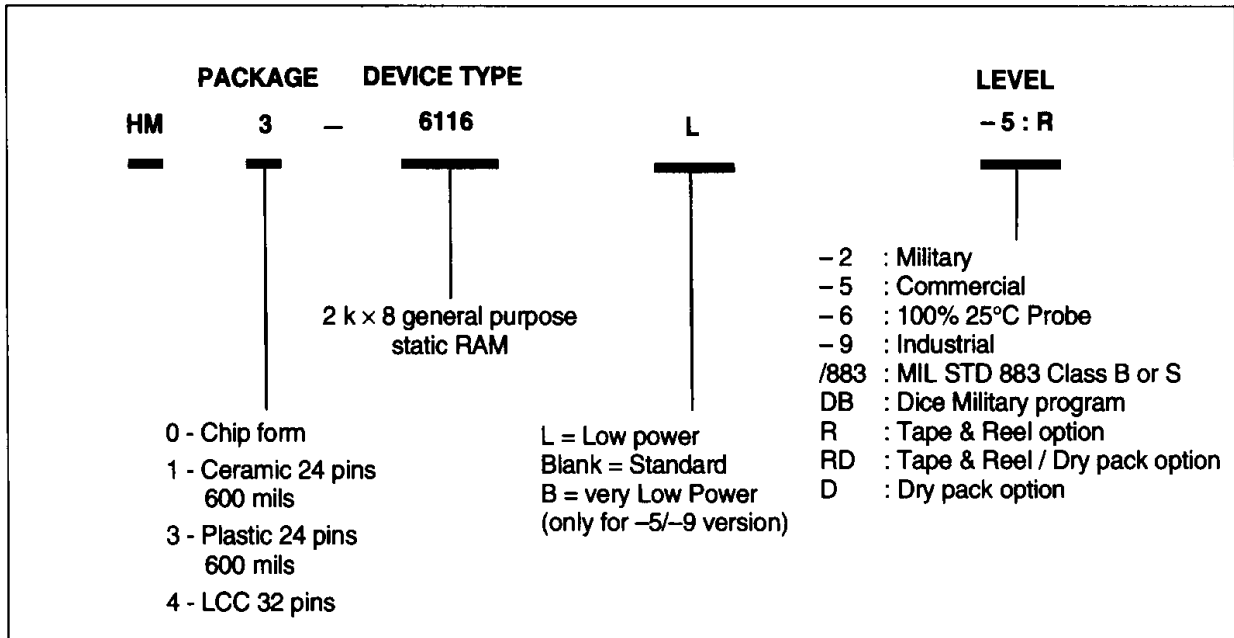 PACKAGE DEVICE TYPE LEVEL
HM 3 – 6116 L – 5 : R
2 k × 8 general purpose
static RAM
0 - Chip form
1 - Ceramic 24 pins
600 mils
3 - Plastic 24 pins
600 mils
4 - LCC 32 pins
L = Low power
Blank = Standard
B = very Low Power
(only for –5/–9 version)
– 2 : Military
– 5 : Commercial
– 6 : 100% 25°C Probe
– 9 : Industrial
/883 : MIL STD 883 Class B or S
DB : Dice Military program
R : Tape & Reel option
RD : Tape & Reel / Dry pack option
D : Dry pack option